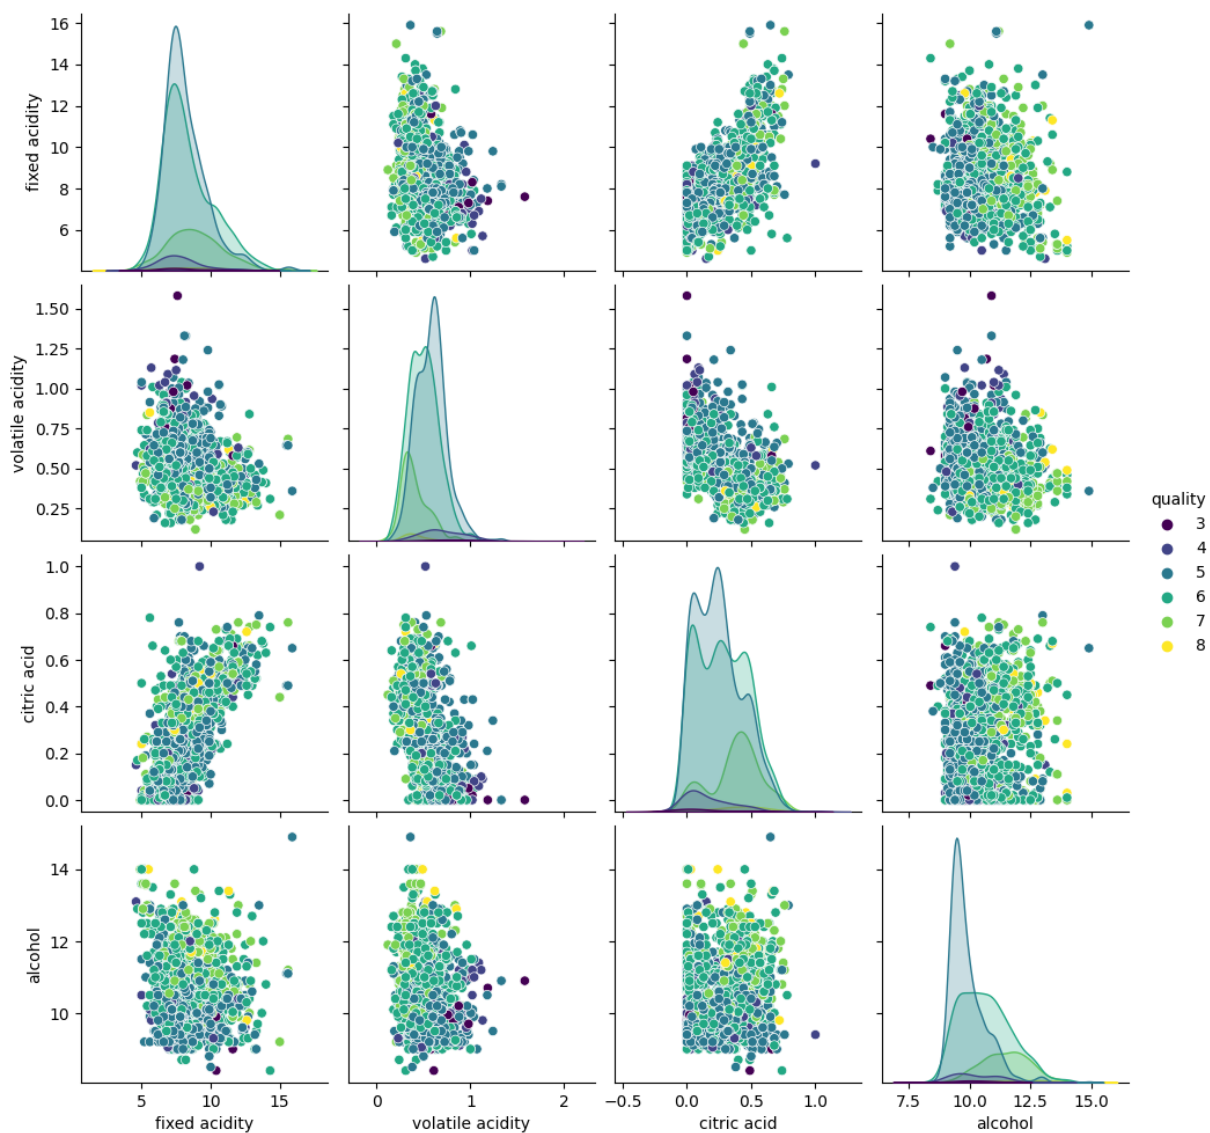 16
14
12
10
8
6
fixed acidity
1.50
1.25
1.00
0.75
0.50
0.25
volatile acidity
quality
3
4
5
6
7
8
1.0
0.8
0.6
0.4
0.2
0.0
citric acid
14
12
10
alcohol
5 10 15
fixed acidity
0 1 2
volatile acidity
−0.5 0.0 0.5 1.0
citric acid
7.5 10.0 12.5 15.0
alcohol